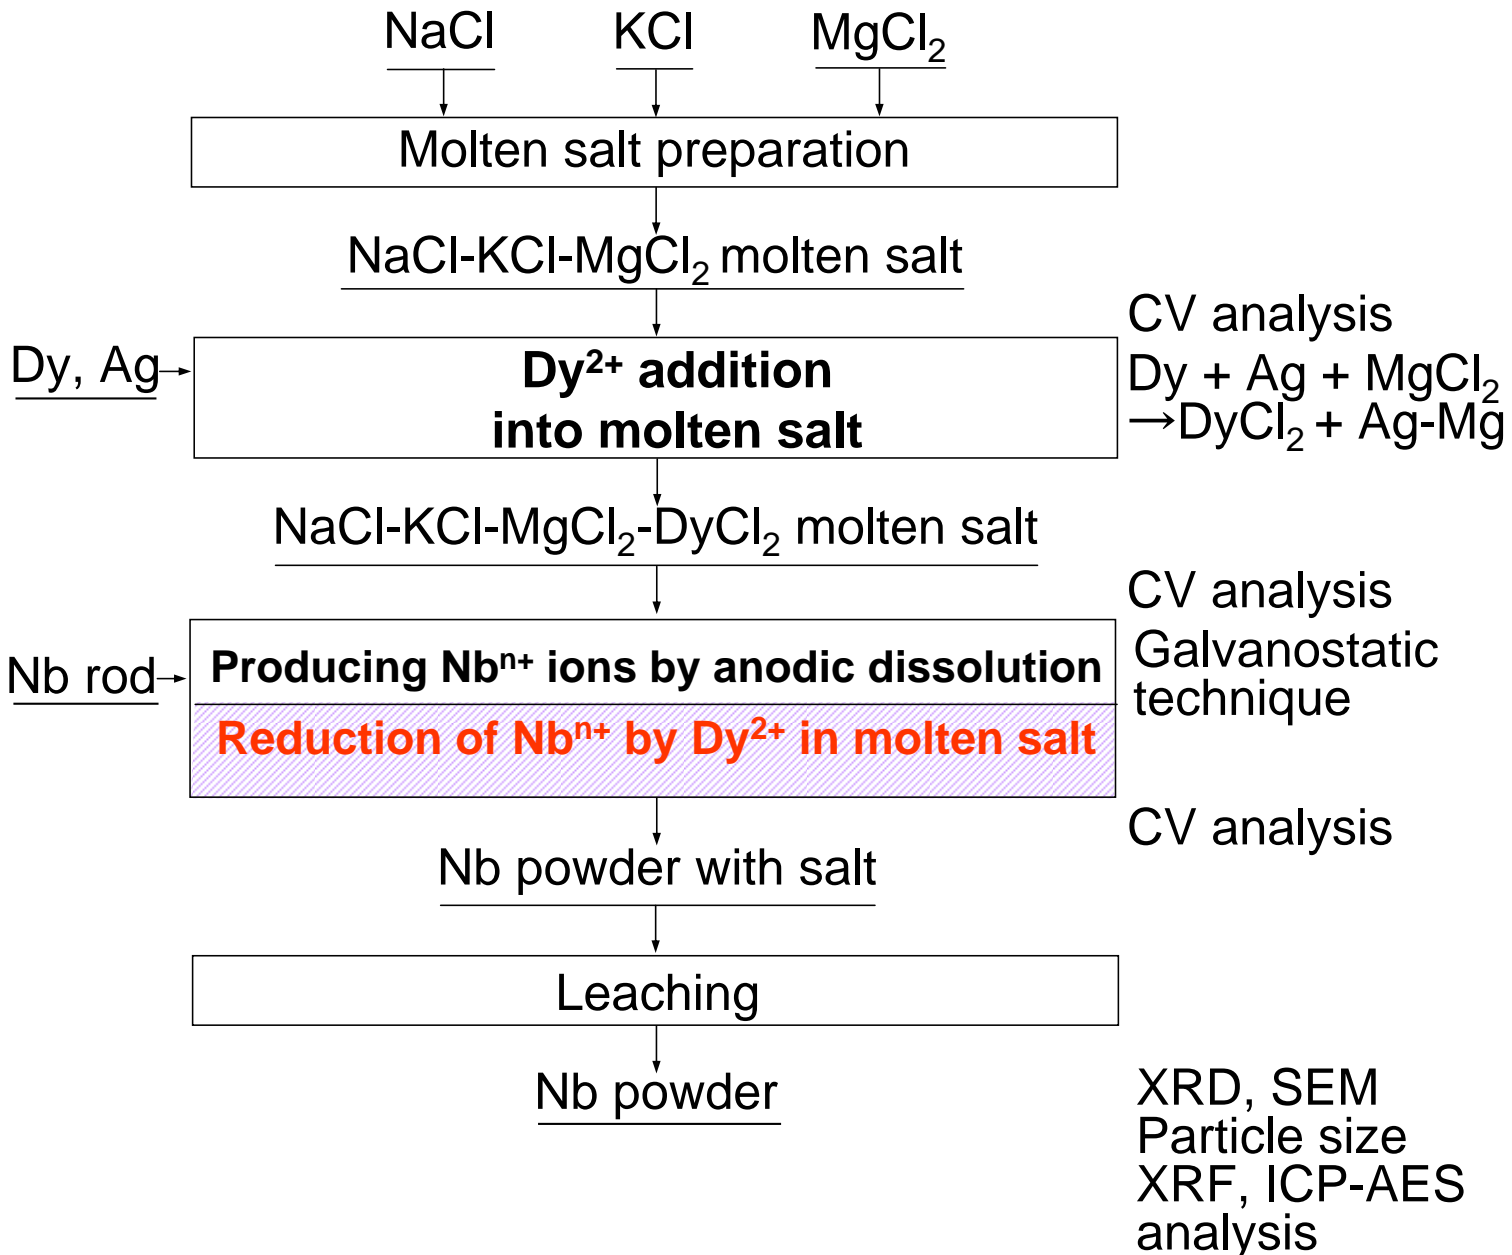 NaCl KCl MgCl₂
Molten salt preparation
NaCl-KCl-MgCl₂ molten salt
CV analysis
Dy, Ag
Dy²⁺ addition
into molten salt
Dy + Ag + MgCl₂
→DyCl₂ + Ag-Mg
NaCl-KCl-MgCl₂-DyCl₂ molten salt
CV analysis
Galvanostatic
technique
Nb rod
Producing Nbⁿ⁺ ions by anodic dissolution
Reduction of Nbⁿ⁺ by Dy²⁺ in molten salt
CV analysis
Nb powder with salt
Leaching
Nb powder
XRD, SEM
Particle size
XRF, ICP-AES
analysis